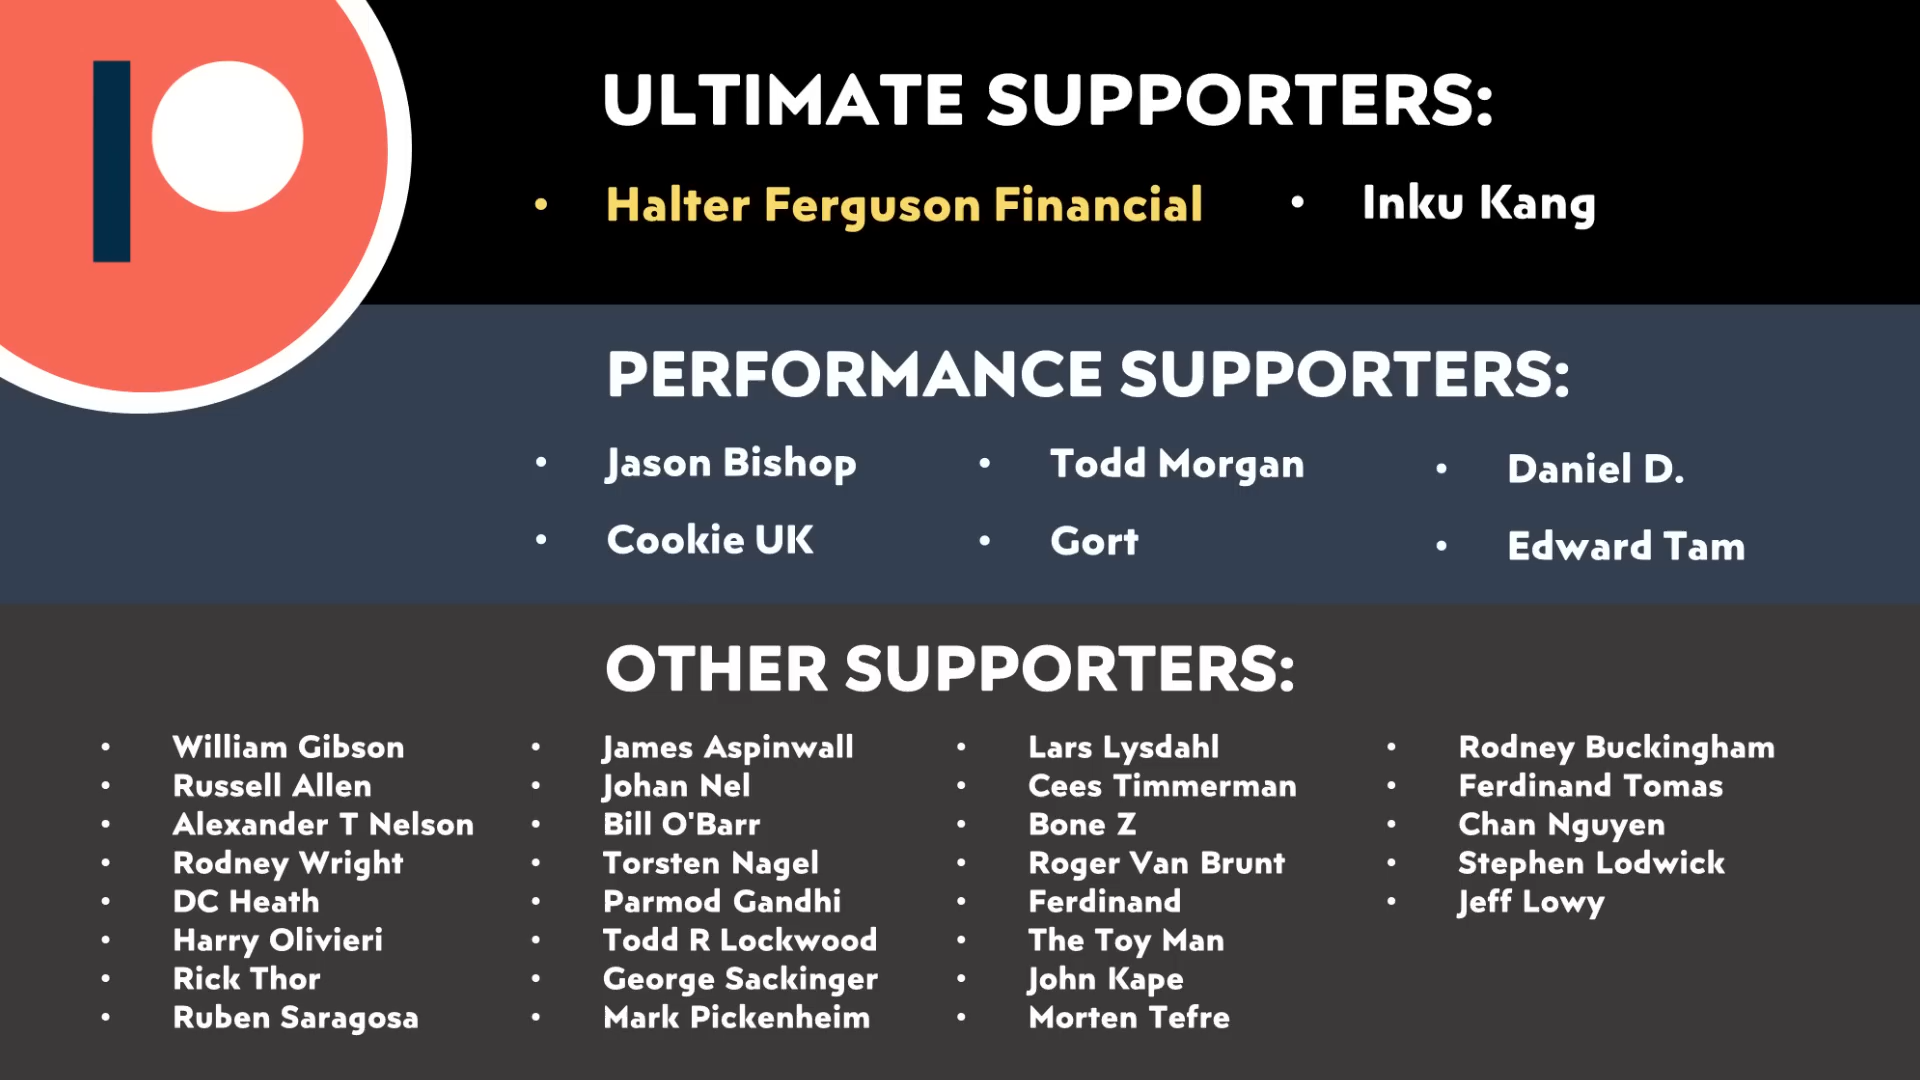 ULTIMATE SUPPORTERS:
• Halter Ferguson Financial • Inku Kang
PERFORMANCE SUPPORTERS:
• Jason Bishop • Todd Morgan • Daniel D.
• Cookie UK • Gort • Edward Tam
OTHER SUPPORTERS:
• William Gibson • James Aspinwall • Lars Lysdahl • Rodney Buckingham
• Russell Allen • Johan Nel • Cees Timmerman • Ferdinand Tomas
• Alexander T Nelson • Bill O'Barr • Bone Z • Chan Nguyen
• Rodney Wright • Torsten Nagel • Roger Van Brunt • Stephen Lodwick
• DC Heath • Parmod Gandhi • Ferdinand • Jeff Lowy
• Harry Olivieri • Todd R Lockwood • The Toy Man
• Rick Thor • George Sackinger • John Kape
• Ruben Saragosa • Mark Pickenheim • Morten Tefre